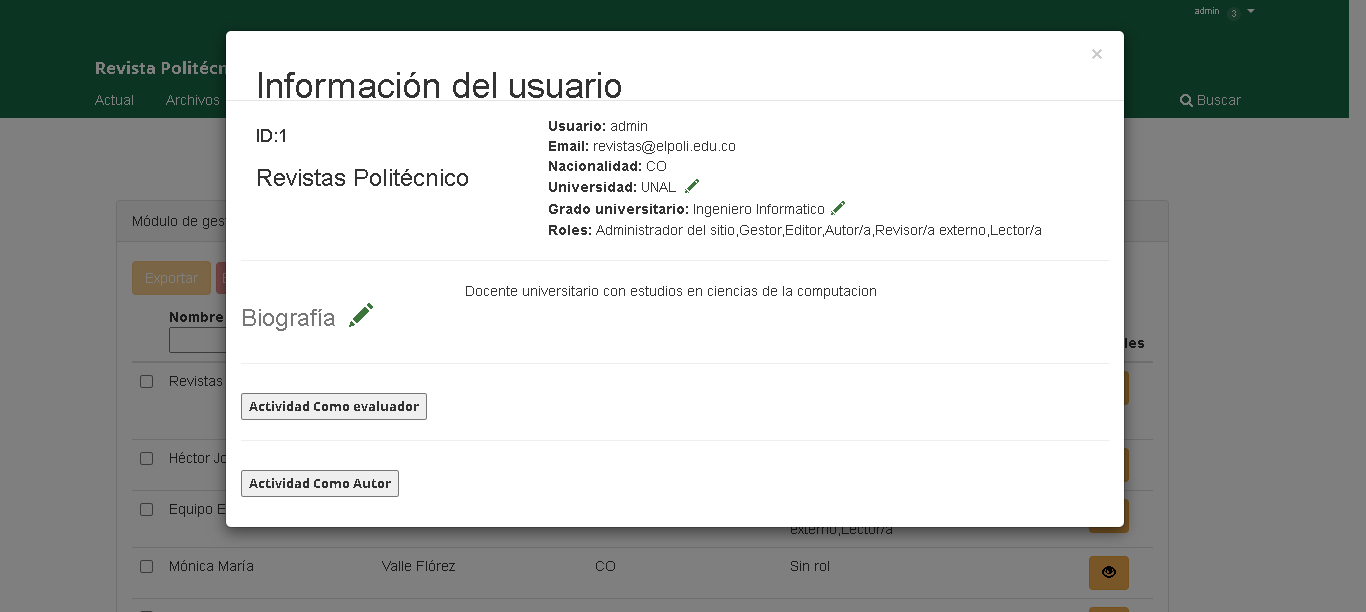 admin 3
Revista Politécn
Actual Archivos Buscar
×
Información del usuario
ID:1
Revistas Politécnico
Usuario: admin
Email: revistas@elpoli.edu.co
Nacionalidad: CO
Universidad: UNAL
Grado universitario: Ingeniero Informatico
Roles: Administrador del sitio,Gestor,Editor,Autor/a,Revisor/a externo,Lector/a
Módulo de ges
Exportar
Docente universitario con estudios en ciencias de la computacion
Biografía
Nombre
les
Revistas
Actividad Como evaluador
Héctor Jo
Actividad Como Autor
Equipo E
externo,Lector/a
Mónica María Valle Flórez CO Sin rol